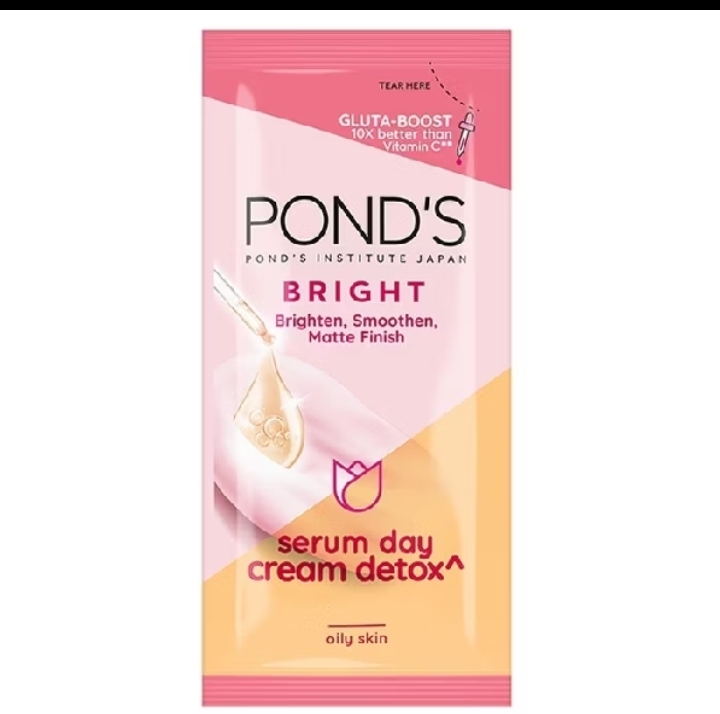 TEAR HERE
GLUTA-BOOST
10X better than
Vitamin C**
POND'S
POND'S INSTITUTE JAPAN
BRIGHT
Brighten, Smoothen,
Matte Finish
serum day
cream detox^
oily skin